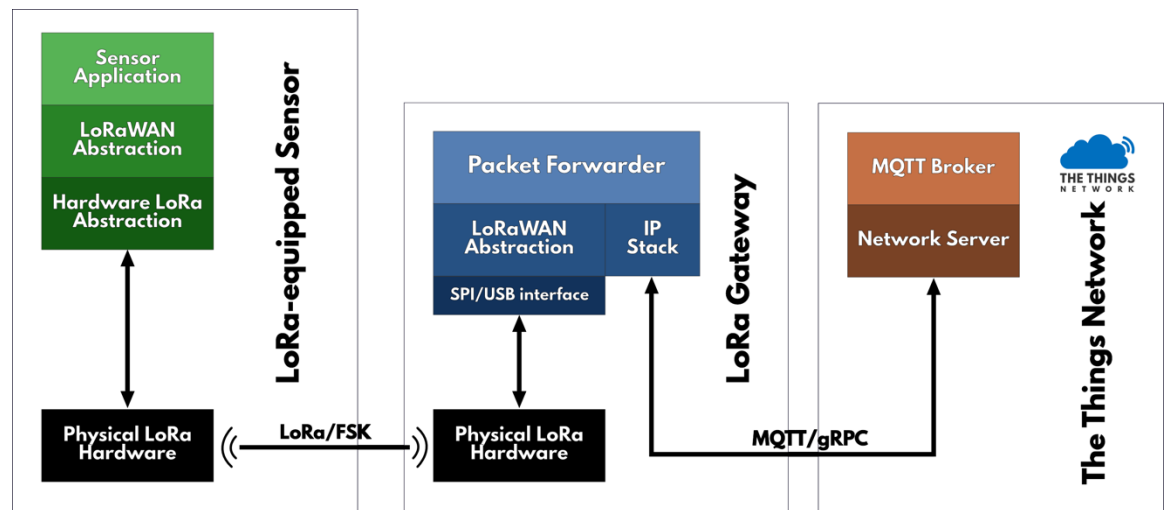 Sensor
Application
LoRaWAN
Abstraction
Hardware LoRa
Abstraction
Physical LoRa
Hardware
LoRa-equipped Sensor
LoRa/FSK
Packet Forwarder
LoRaWAN
Abstraction
IP
Stack
SPI/USB interface
Physical LoRa
Hardware
LoRa Gateway
MQTT/gRPC
MQTT Broker
Network Server
THE THINGS
NETWORK
The Things Network